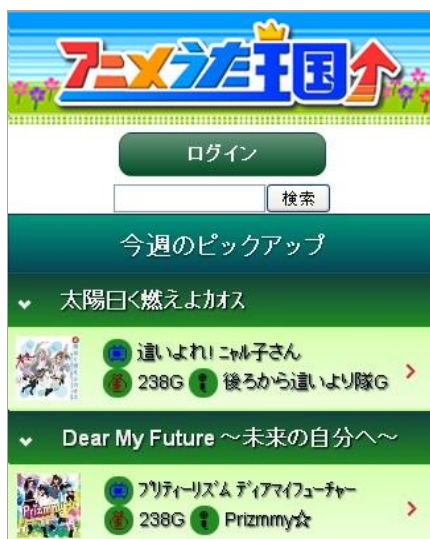 アニメうた王国
ログイン
検索
今週のピックアップ
太陽曰く燃えよカオス
這いよれ! ニャル子さん
238G 後ろから這いより隊G
Dear My Future ~未来の自分へ~
プリティーリズム ディアマイフューチャー
238G Prizmmy☆
Prizmmy☆